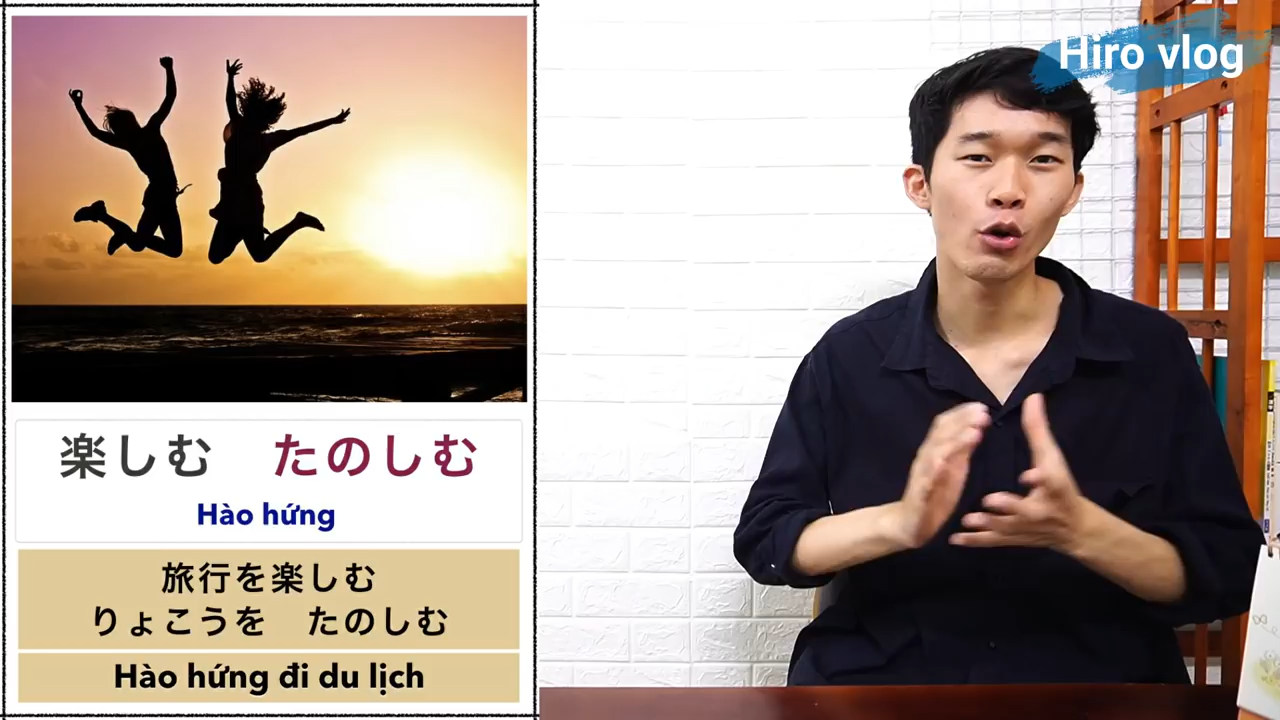 Hiro vlog
楽しむ たのしむ
Hào hứng
旅行を楽しむ
りょこうを たのしむ
Hào hứng đi du lịch